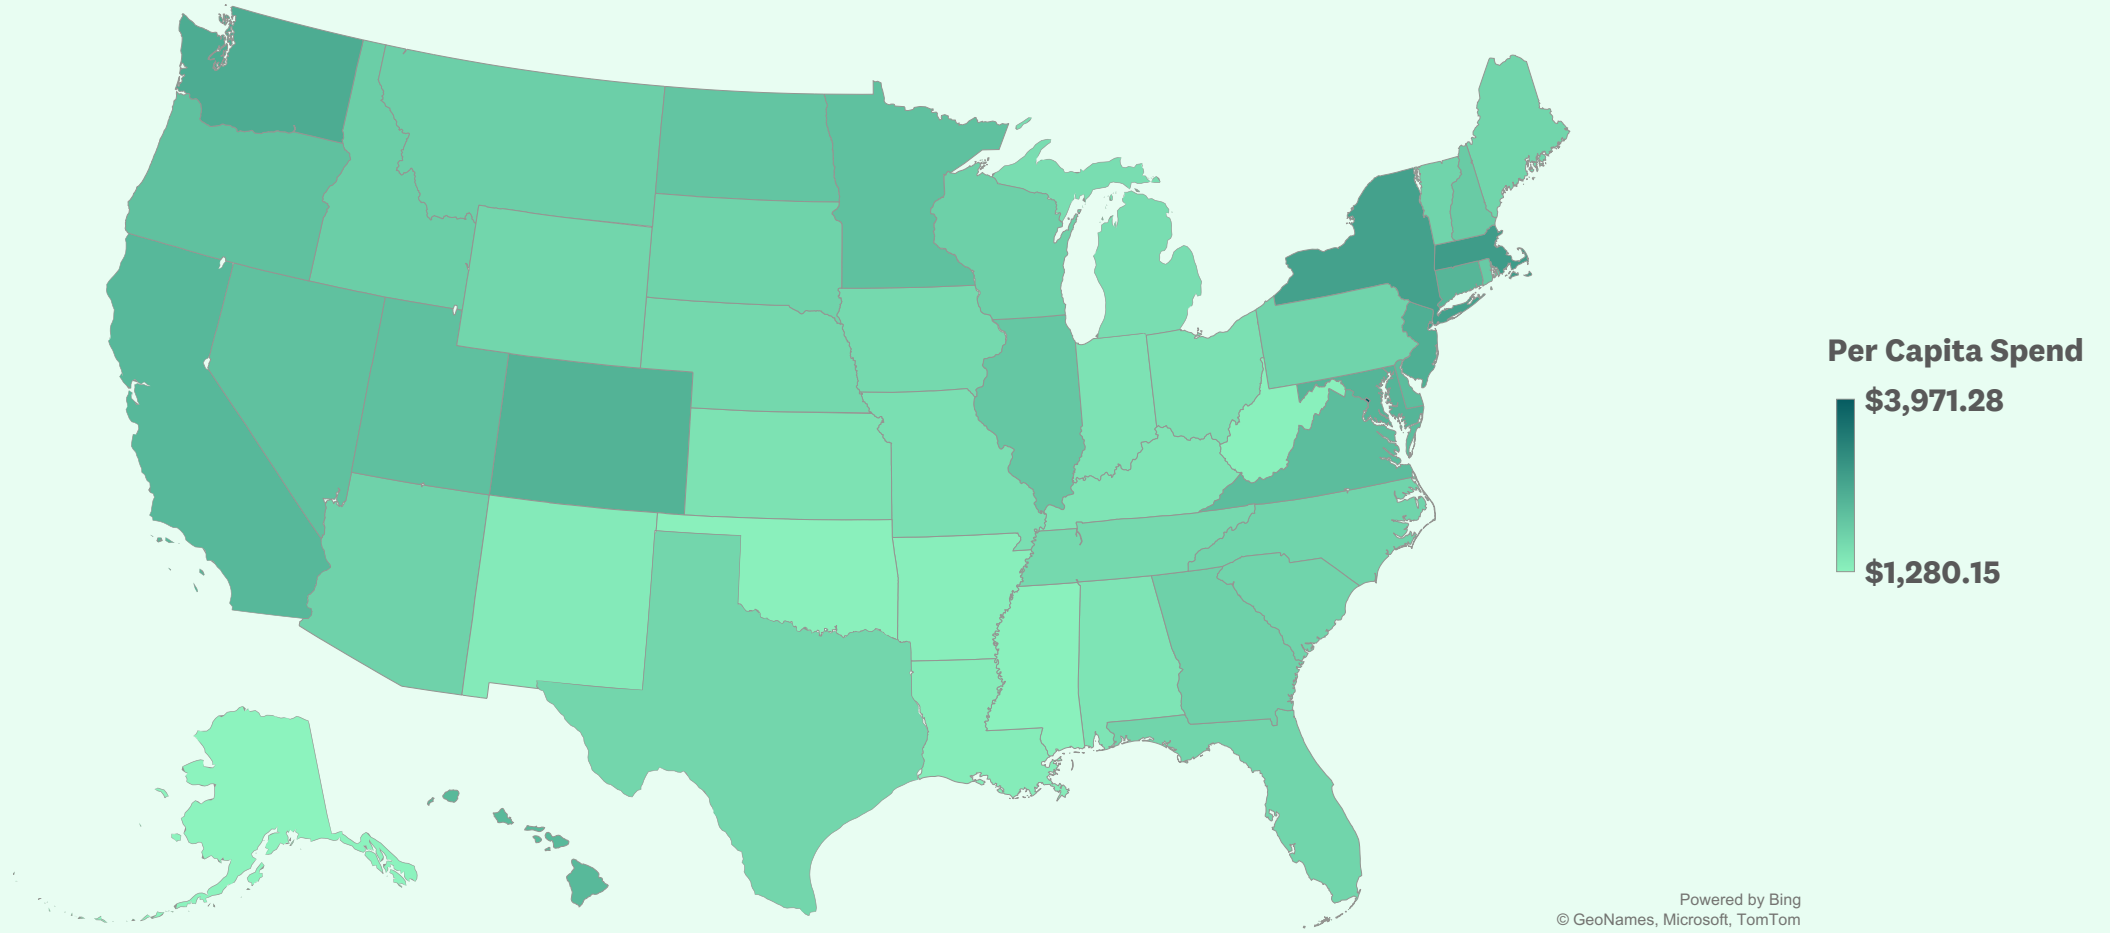 Per Capita Spend
$3,971.28
$1,280.15
Powered by Bing
© GeoNames, Microsoft, TomTom